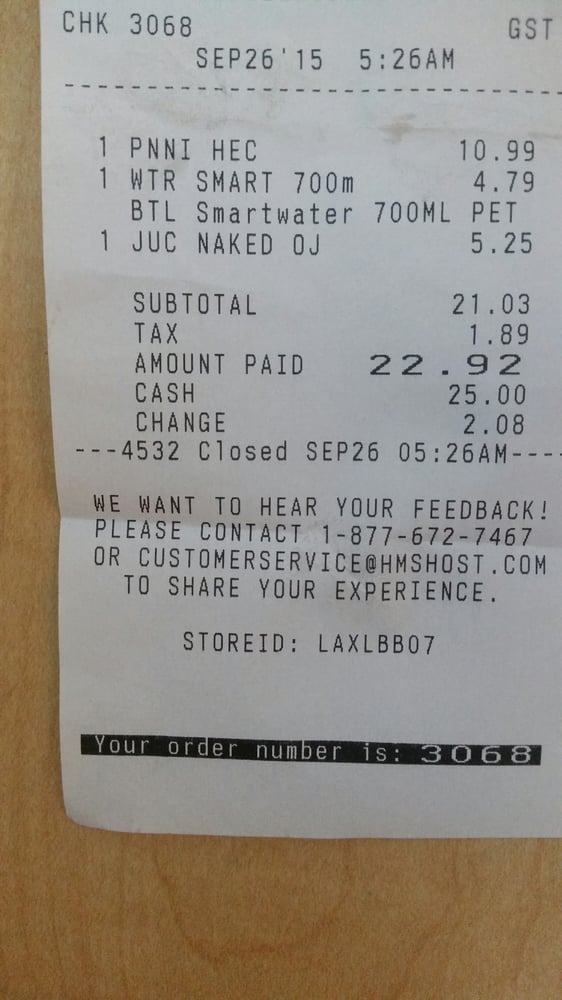 CHK 3068 GST
SEP26'15 5:26AM
--------------------------------
1 PNNI HEC 10.99
1 WTR SMART 700m 4.79
BTL Smartwater 700ML PET
1 JUC NAKED OJ 5.25
SUBTOTAL 21.03
TAX 1.89
AMOUNT PAID 22.92
CASH 25.00
CHANGE 2.08
---4532 Closed SEP26 05:26AM----
WE WANT TO HEAR YOUR FEEDBACK!
PLEASE CONTACT 1-877-672-7467
OR CUSTOMERSERVICE@HMSHOST.COM
TO SHARE YOUR EXPERIENCE.
STOREID: LAXLBB07
Your order number is: 3068